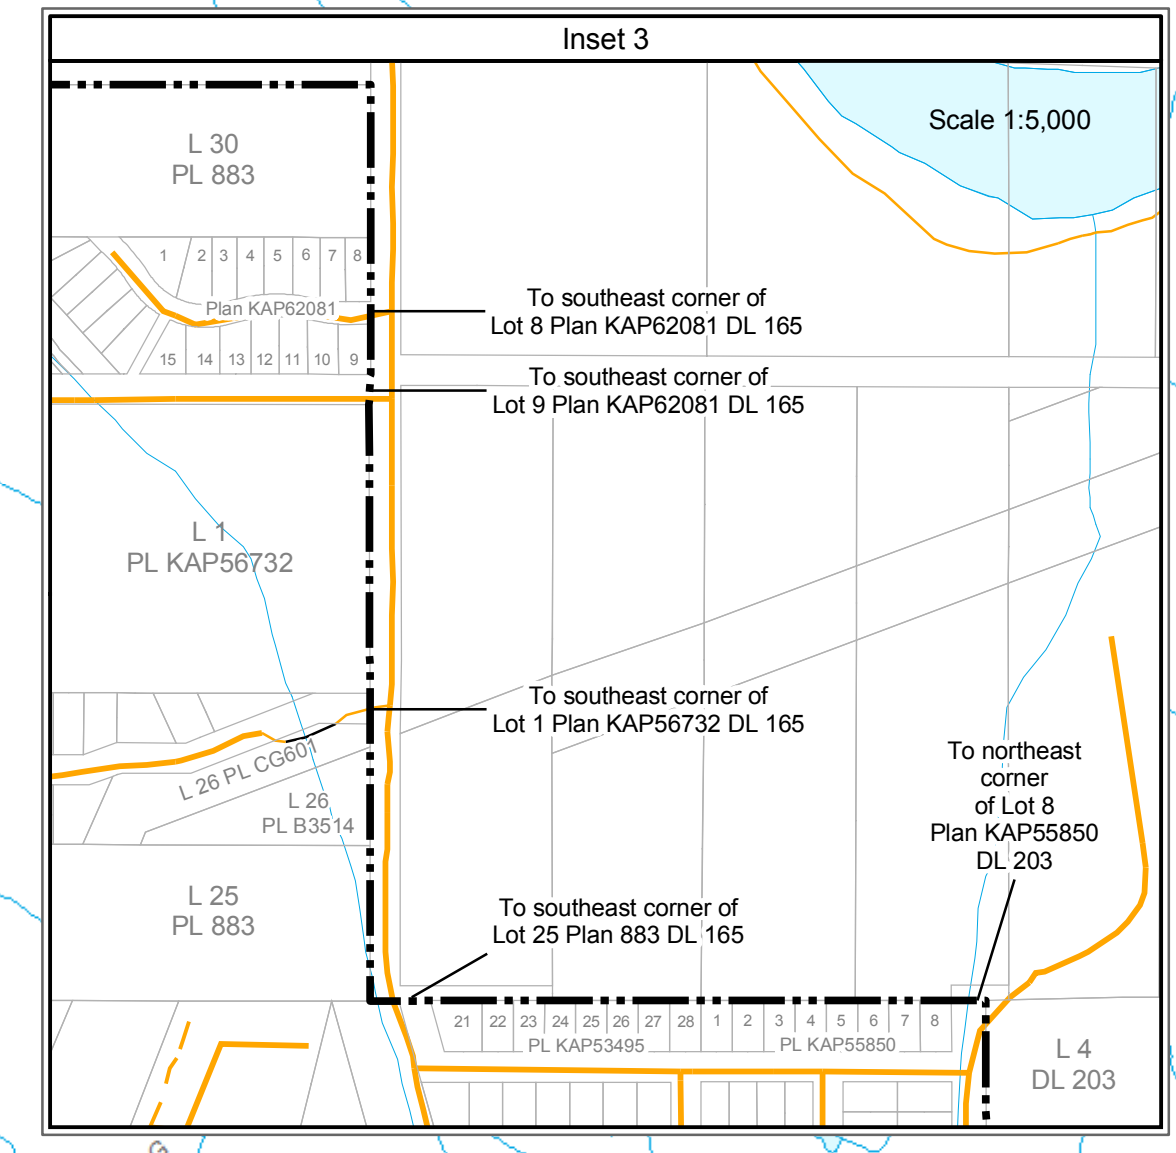 Inset 3
Scale 1:5,000
L 30
PL 883
1 2 3 4 5 6 7 8
Plan KAP62081
15 14 13 12 11 10 9
To southeast corner of
Lot 8 Plan KAP62081 DL 165
To southeast corner of
Lot 9 Plan KAP62081 DL 165
L 1
PL KAP56732
To southeast corner of
Lot 1 Plan KAP56732 DL 165
L 26 PL CG601
L 26
PL B3514
To northeast
corner
of Lot 8
Plan KAP55850
DL 203
L 25
PL 883
To southeast corner of
Lot 25 Plan 883 DL 165
21 22 23 24 25 26 27 28 1 2 3 4 5 6 7 8
PL KAP53495
PL KAP55850
L 4
DL 203